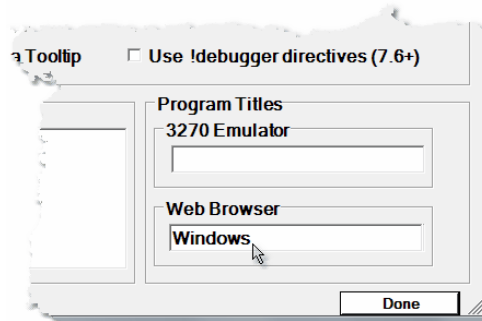 a Tooltip
Use !debugger directives (7.6+)
Program Titles
3270 Emulator
Web Browser
Windows
Done